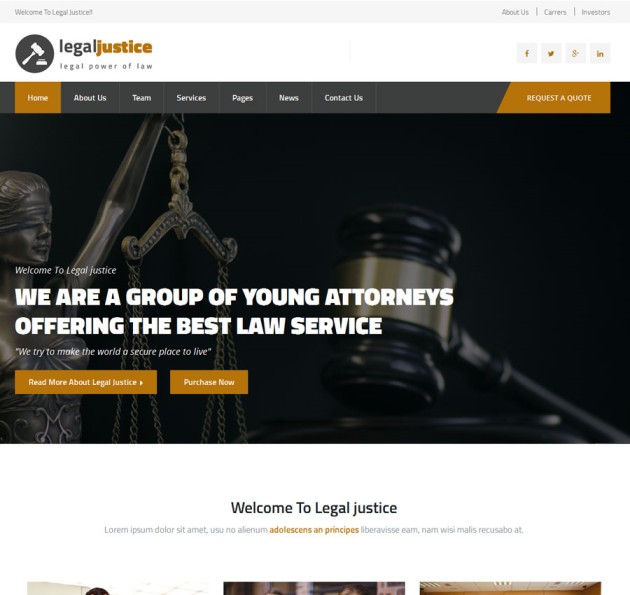 Welcome To Legal Justice!!
About Us
Carrers
Investors
legaljustice
legal power of law
Home
About Us
Team
Services
Pages
News
Contact Us
REQUEST A QUOTE
Welcome To Legal justice
WE ARE A GROUP OF YOUNG ATTORNEYS
OFFERING THE BEST LAW SERVICE
"We try to make the world a secure place to live"
Read More About Legal Justice
Purchase Now
Welcome To Legal justice
Lorem ipsum dolor sit amet, usu no alienum adolescens an principes liberavisse eam, nam wisi malis recusabo at.